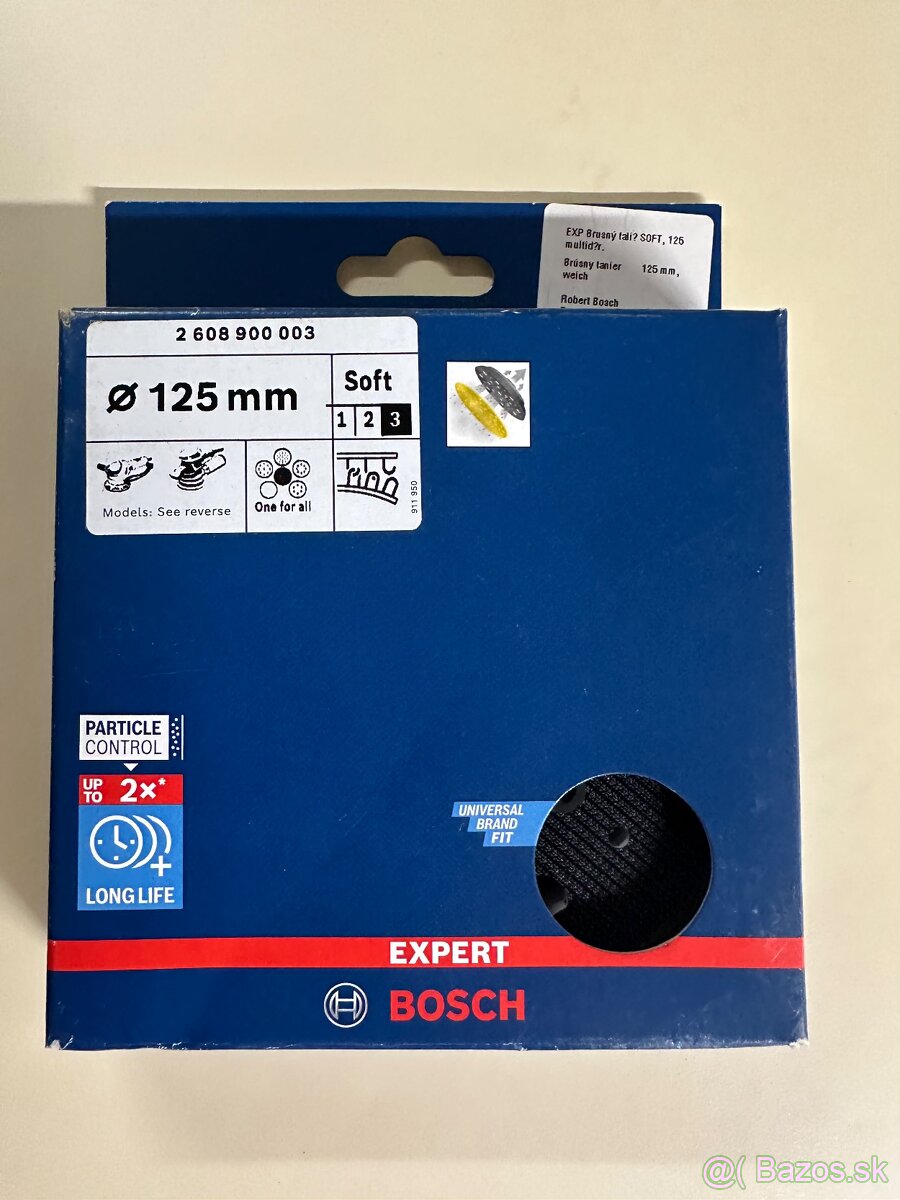 EXP Brusný talí? SOFT, 125
multid?r.
Brúsny tanier 125 mm,
weich
Robert Bosch
2 608 900 003
Ø 125 mm
Soft
1 2 3
Models: See reverse
One for all
911 950
PARTICLE
CONTROL
UP TO 2x*
LONG LIFE
UNIVERSAL
BRAND
FIT
EXPERT
BOSCH
@( Bazos.sk